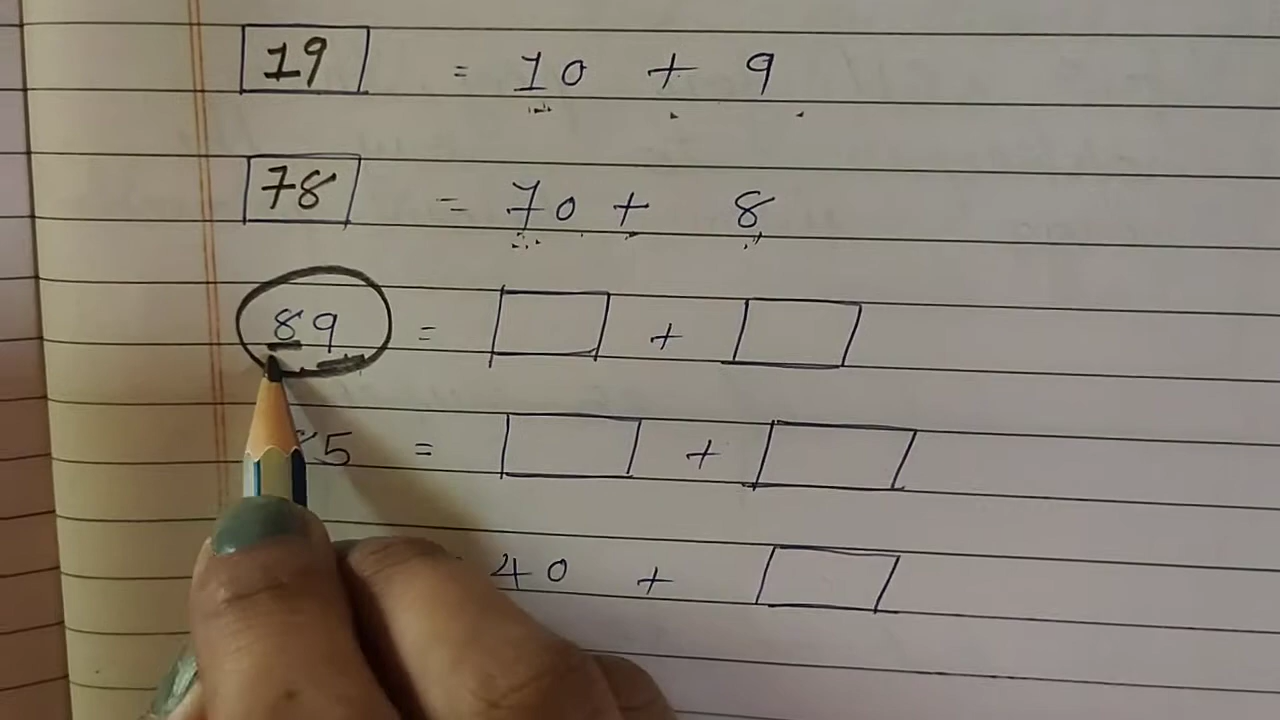 19 = 10 + 9
78 = 70 + 8
89 = +
5 = +
40 +